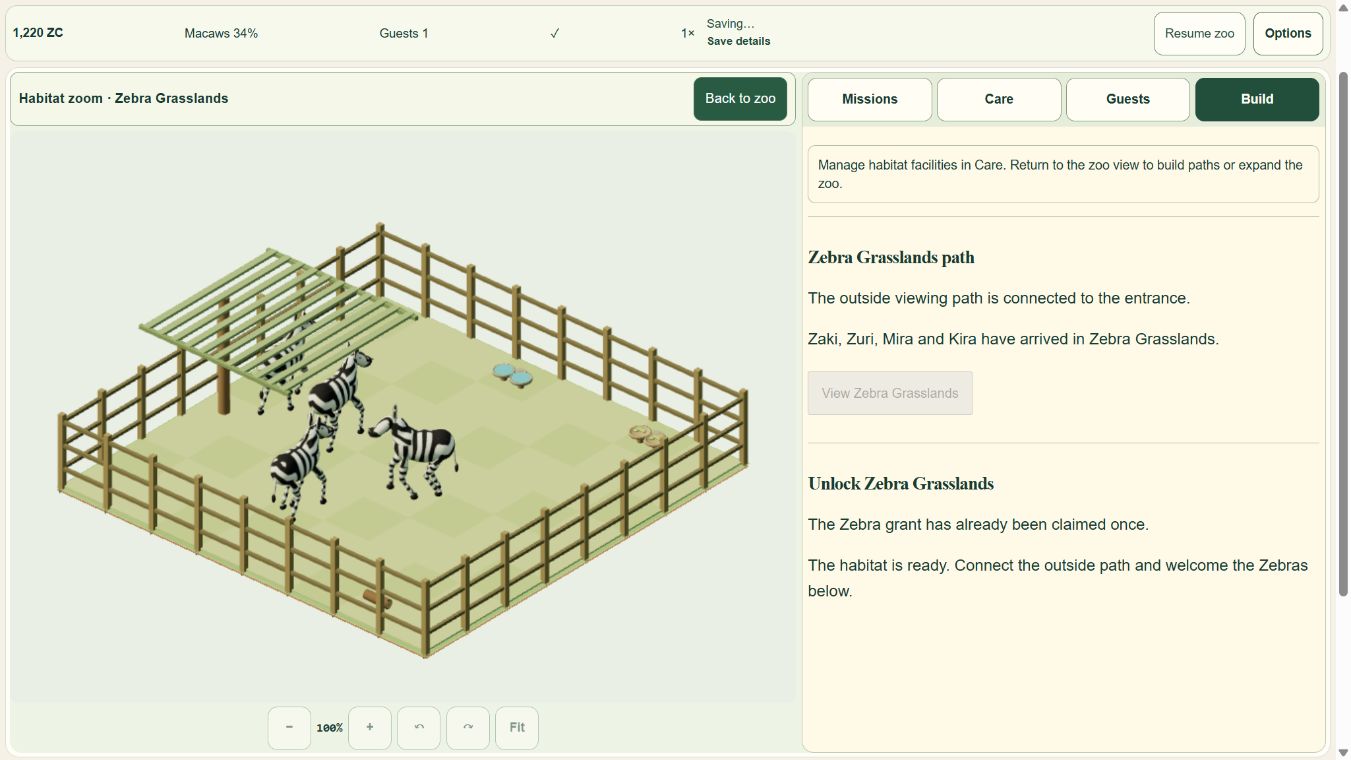 1,220 ZC
Macaws 34%
Guests 1
✓
1×
Saving…
Save details
Resume zoo
Options
Habitat zoom · Zebra Grasslands
Back to zoo
Missions
Care
Guests
Build
Manage habitat facilities in Care. Return to the zoo view to build paths or expand the
zoo.
Zebra Grasslands path
The outside viewing path is connected to the entrance.
Zaki, Zuri, Mira and Kira have arrived in Zebra Grasslands.
View Zebra Grasslands
Unlock Zebra Grasslands
The Zebra grant has already been claimed once.
The habitat is ready. Connect the outside path and welcome the Zebras
below.
−
100%
+
↶
↷
Fit